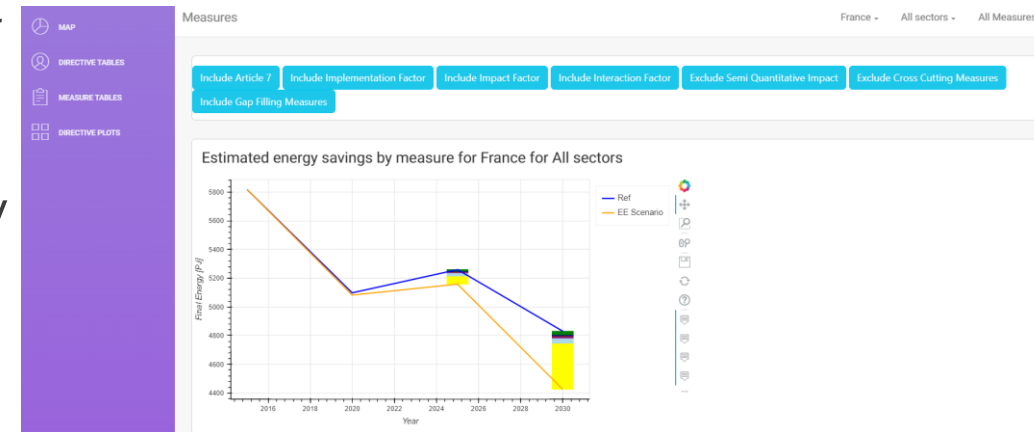 Measures
France
All sectors
All Measures
MAP
DIRECTIVE TABLES
MEASURE TABLES
DIRECTIVE PLOTS
Include Article 7
Include Implementation Factor
Include Impact Factor
Include Interaction Factor
Exclude Semi Quantitative Impact
Exclude Cross Cutting Measures
Include Gap Filling Measures
Estimated energy savings by measure for France for All sectors
Ref
EE Scenario
Final Energy [PJ]
5800
5600
5400
5200
5000
4800
4600
4400
2016 2018 2020 2022 2024 2026 2028 2030
Year
y